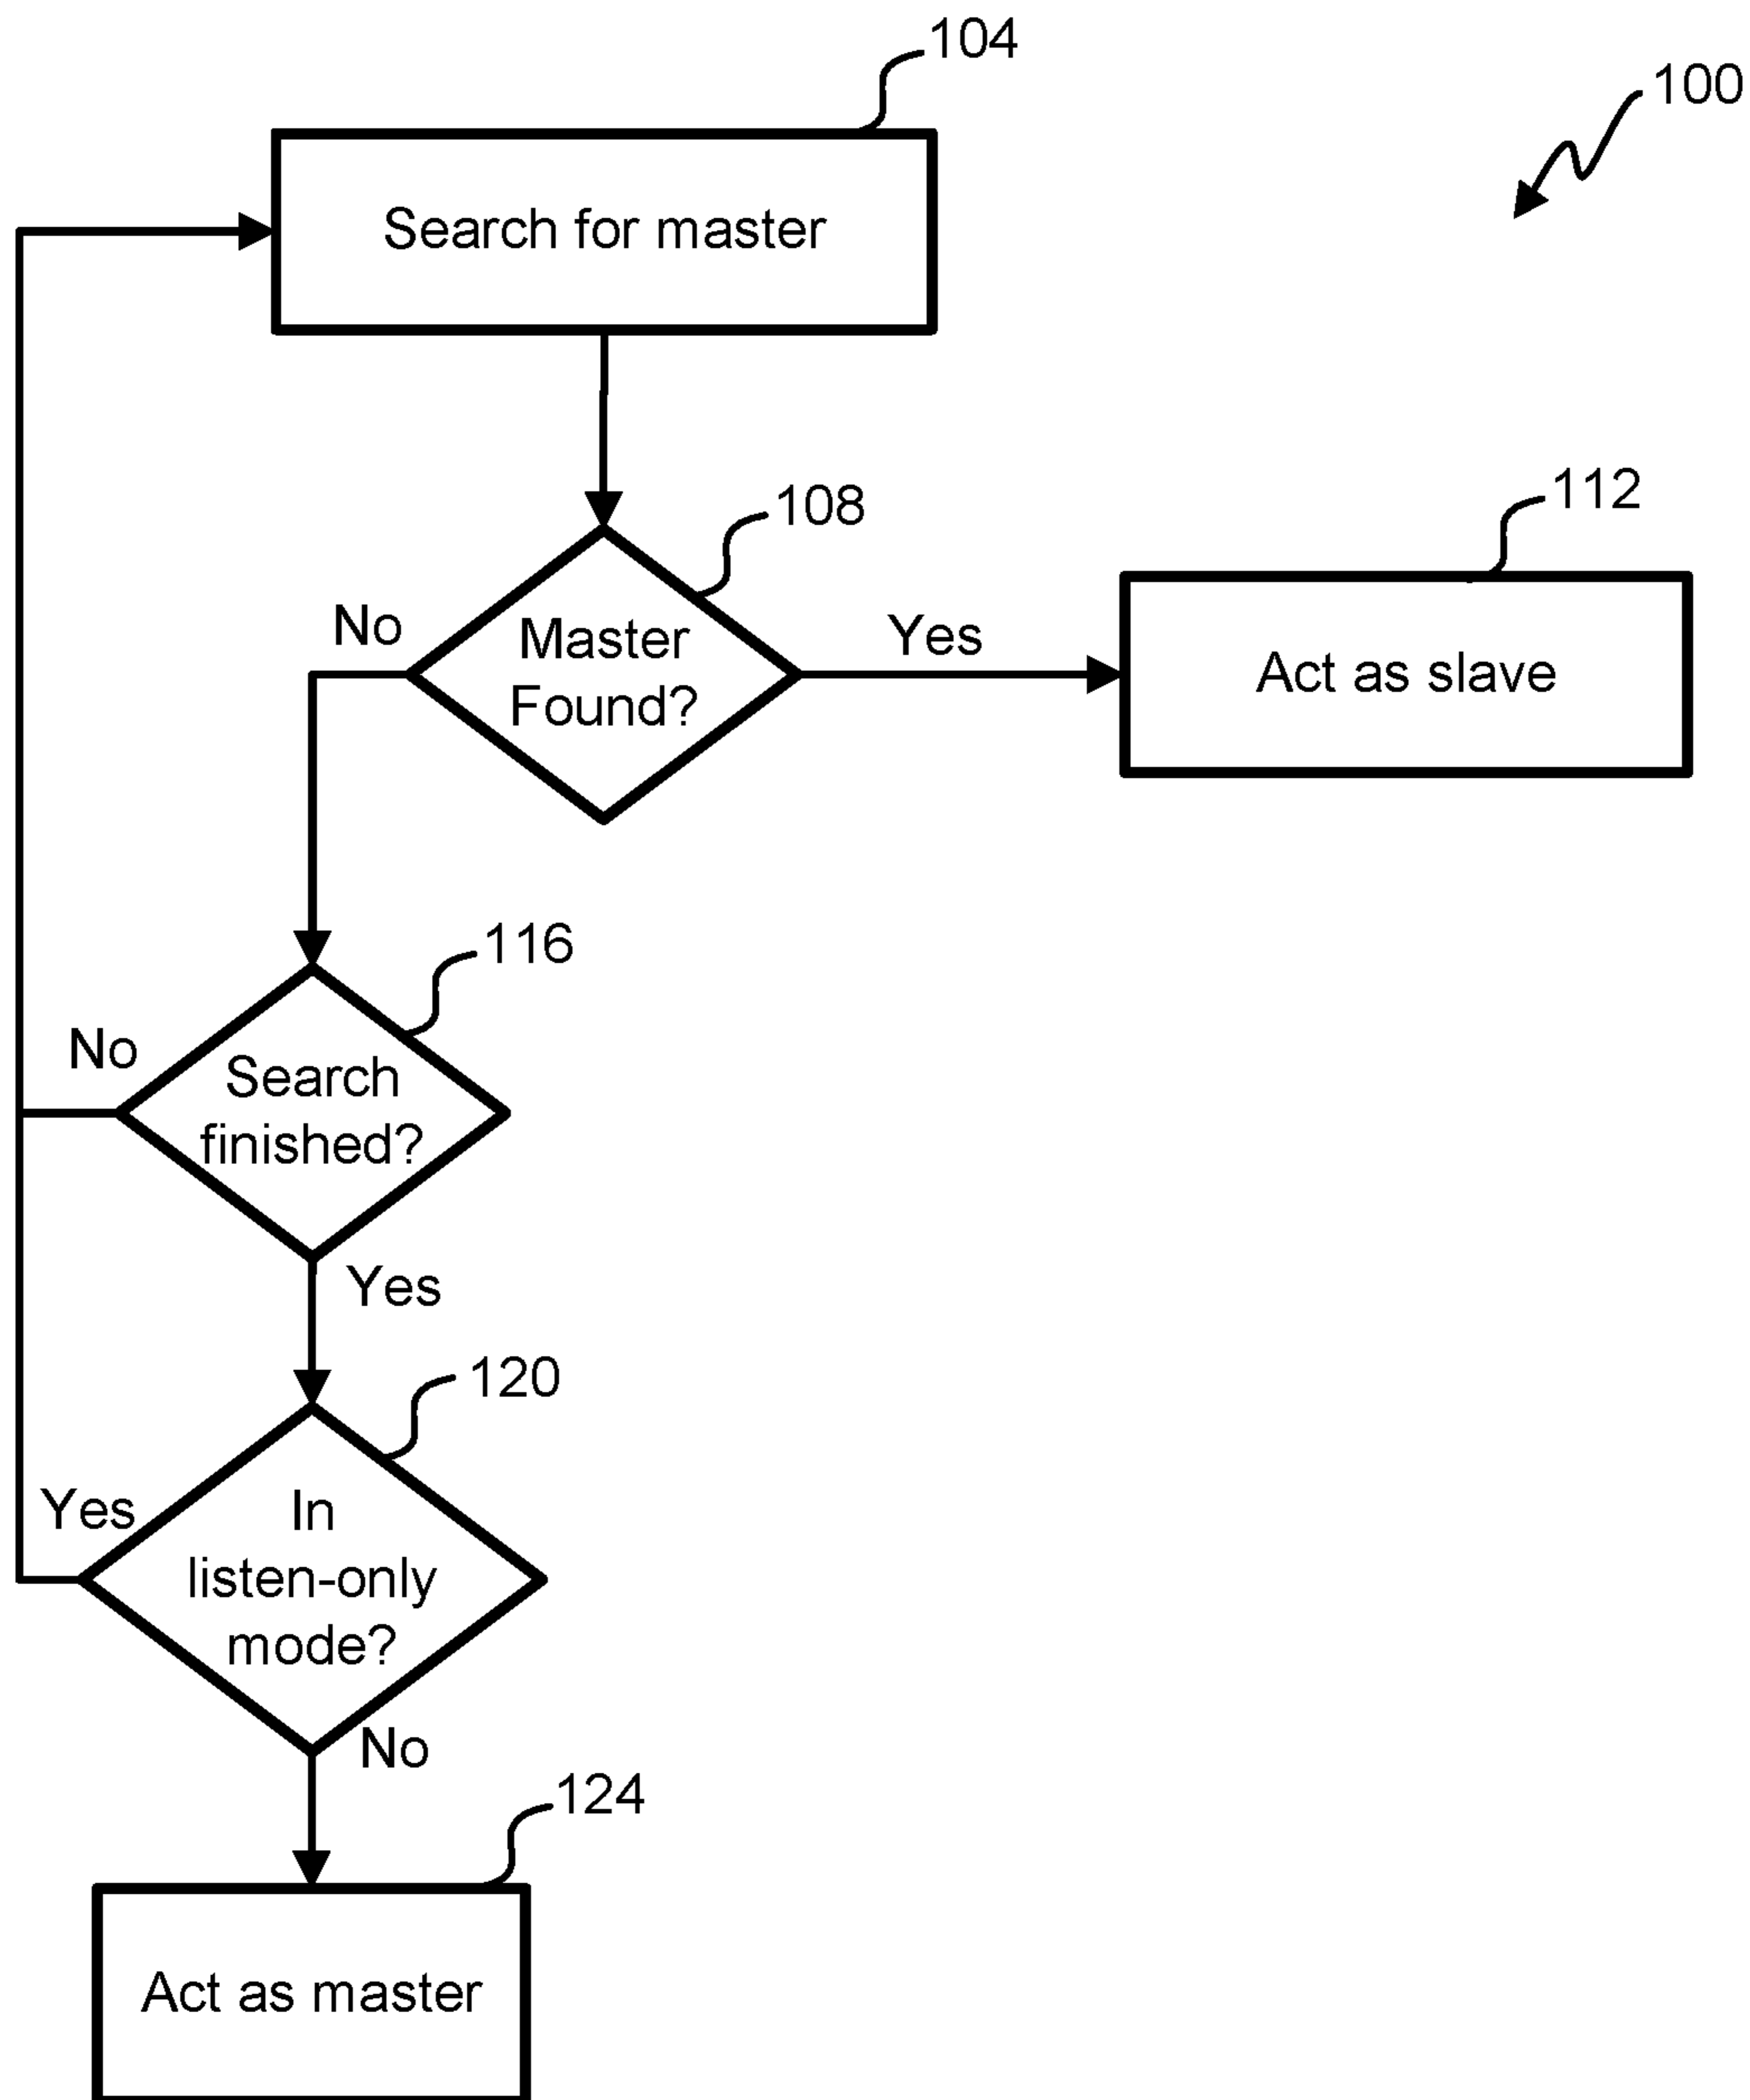 104
100
Search for master
108
112
No
Master
Found?
Yes
Act as slave
116
No
Search
finished?
Yes
120
Yes
In
listen-only
mode?
No
124
Act as master